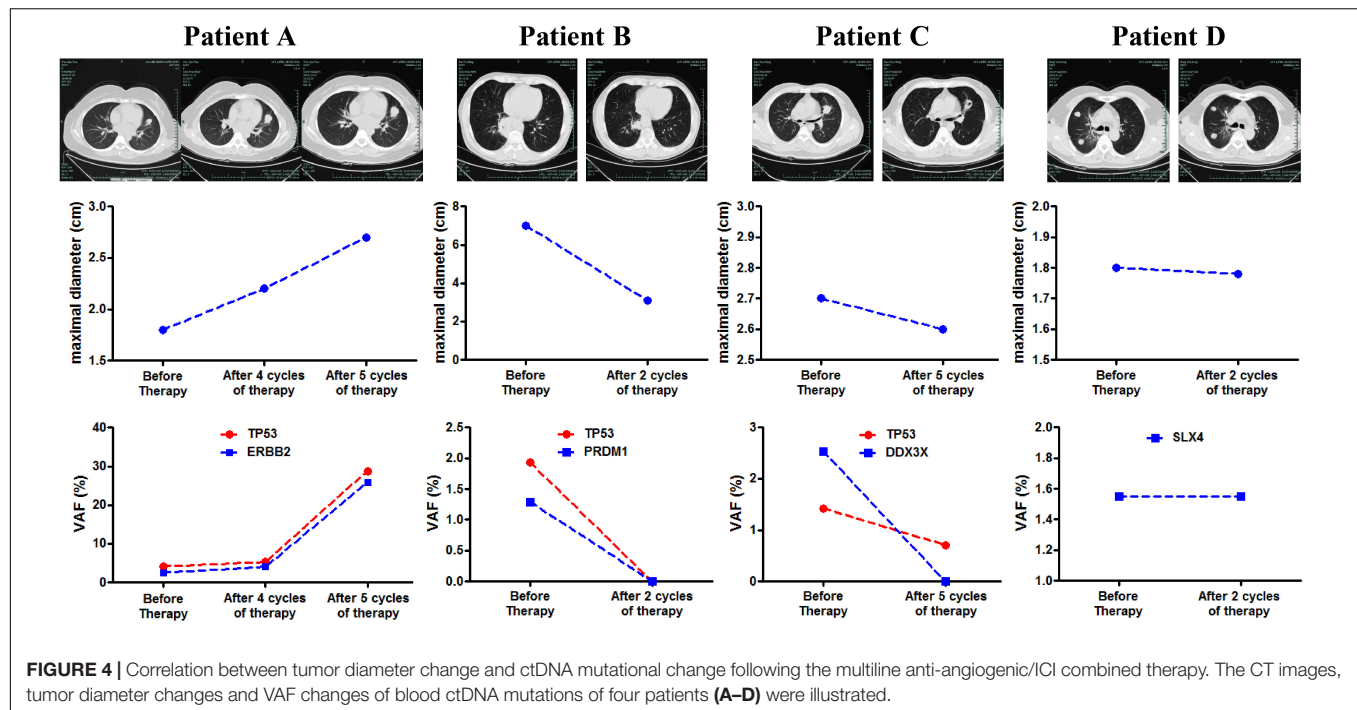 Patient A
Patient B
Patient C
Patient D
maximal diameter (cm)
3.0
2.5
2.0
1.5
Before
Therapy
After 4 cycles
of therapy
After 5 cycles
of therapy
maximal diameter (cm)
8
6
4
2
0
Before
Therapy
After 2 cycles
of therapy
maximal diameter (cm)
3.0
2.9
2.8
2.7
2.6
2.5
Before
Therapy
After 5 cycles
of therapy
maximal diameter (cm)
2.0
1.9
1.8
1.7
1.6
1.5
Before
Therapy
After 2 cycles
of therapy
VAF (%)
40
30
20
10
0
TP53
ERBB2
Before
Therapy
After 4 cycles
of therapy
After 5 cycles
of therapy
VAF (%)
2.5
2.0
1.5
1.0
0.5
0.0
TP53
PRDM1
Before
Therapy
After 2 cycles
of therapy
VAF (%)
3
2
1
0
TP53
DDX3X
Before
Therapy
After 5 cycles
of therapy
VAF (%)
2.0
1.8
1.6
1.4
1.2
1.0
SLX4
Before
Therapy
After 2 cycles
of therapy
FIGURE 4 | Correlation between tumor diameter change and ctDNA mutational change following the multiline anti-angiogenic/ICI combined therapy. The CT images,
tumor diameter changes and VAF changes of blood ctDNA mutations of four patients (A–D) were illustrated.